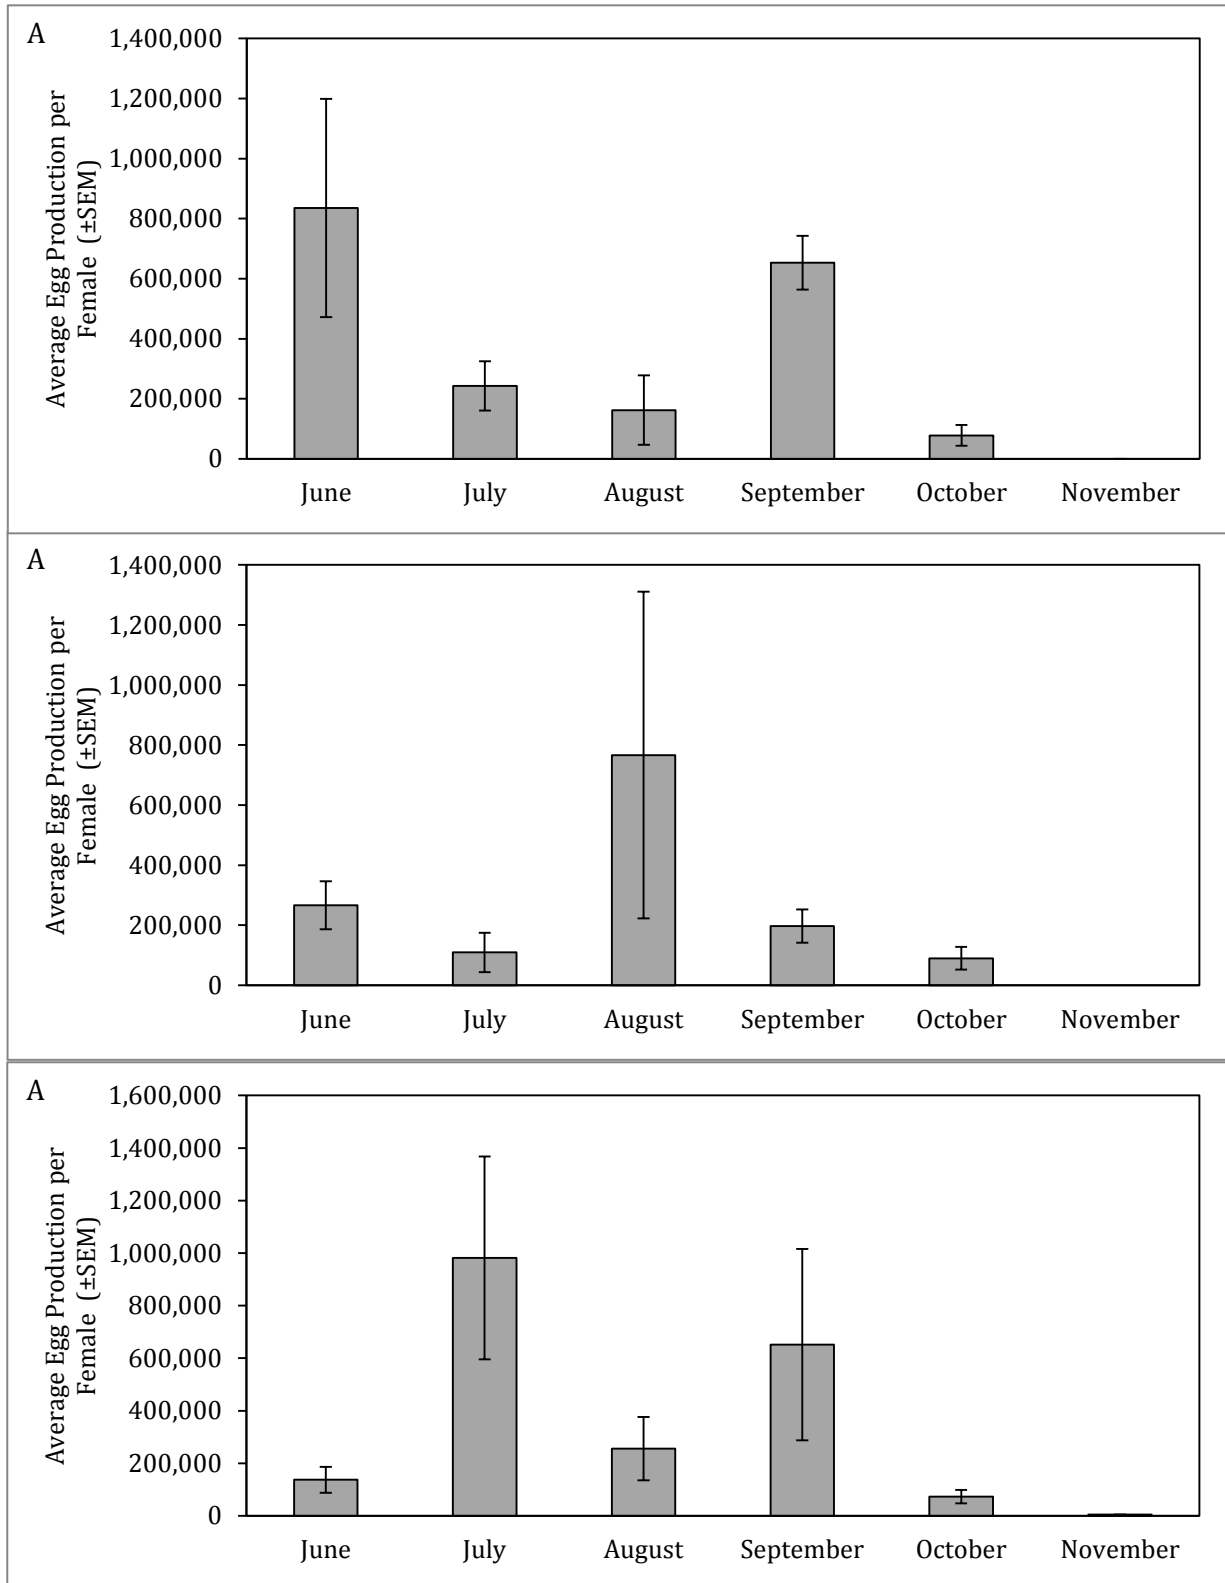 A
Average Egg Production per
Female (±SEM)
1,400,000
1,200,000
1,000,000
800,000
600,000
400,000
200,000
0
June July August September October November
A
Average Egg Production per
Female (±SEM)
1,400,000
1,200,000
1,000,000
800,000
600,000
400,000
200,000
0
June July August September October November
A
Average Egg Production per
Female (±SEM)
1,600,000
1,400,000
1,200,000
1,000,000
800,000
600,000
400,000
200,000
0
June July August September October November